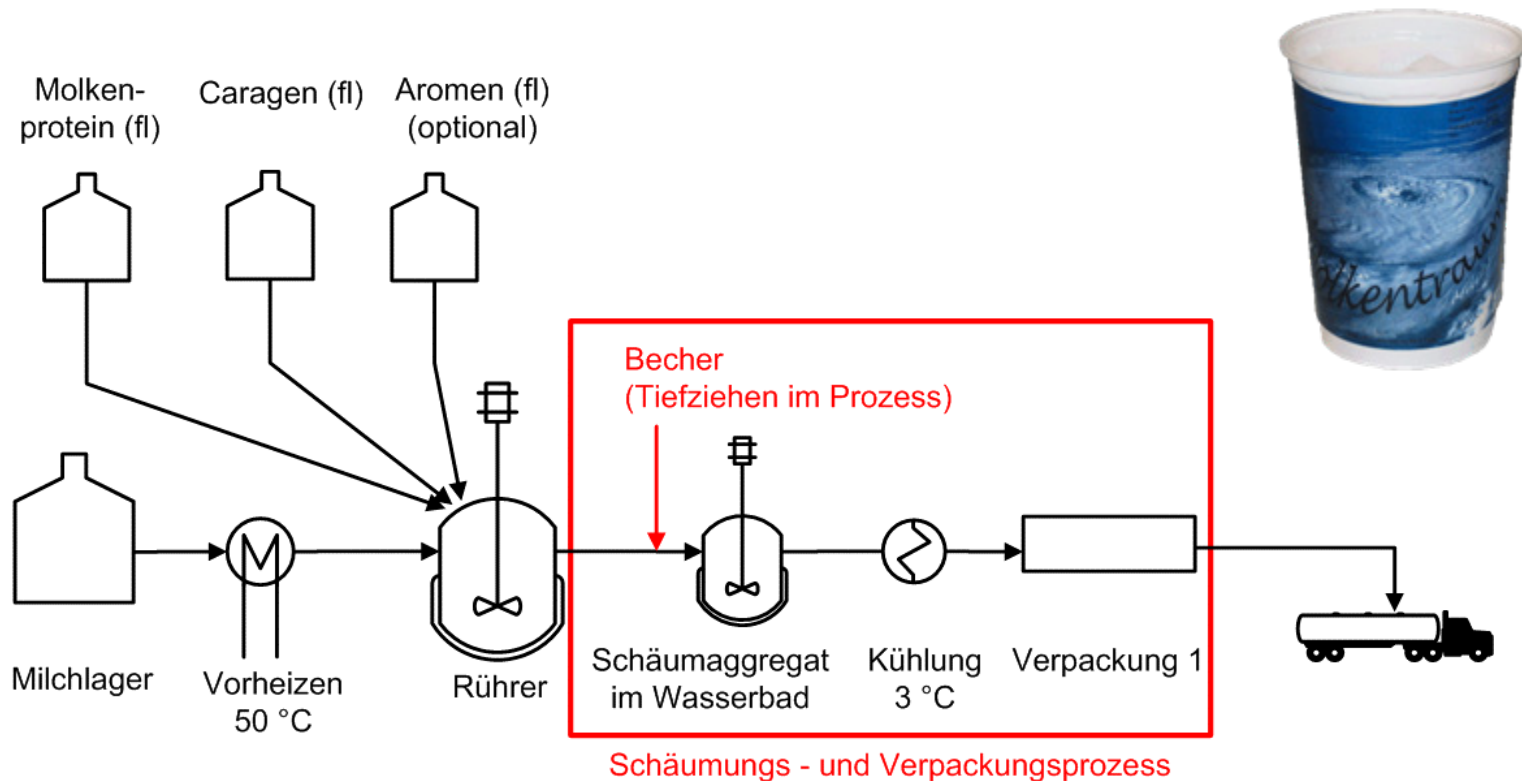 Molken-
protein (fl)
Caragen (fl)
Aromen (fl)
(optional)
Becher
(Tiefziehen im Prozess)
Milchlager
Vorheizen
50 °C
Rührer
Schäumaggregat
im Wasserbad
Kühlung
3 °C
Verpackung 1
Schäumungs - und Verpackungsprozess